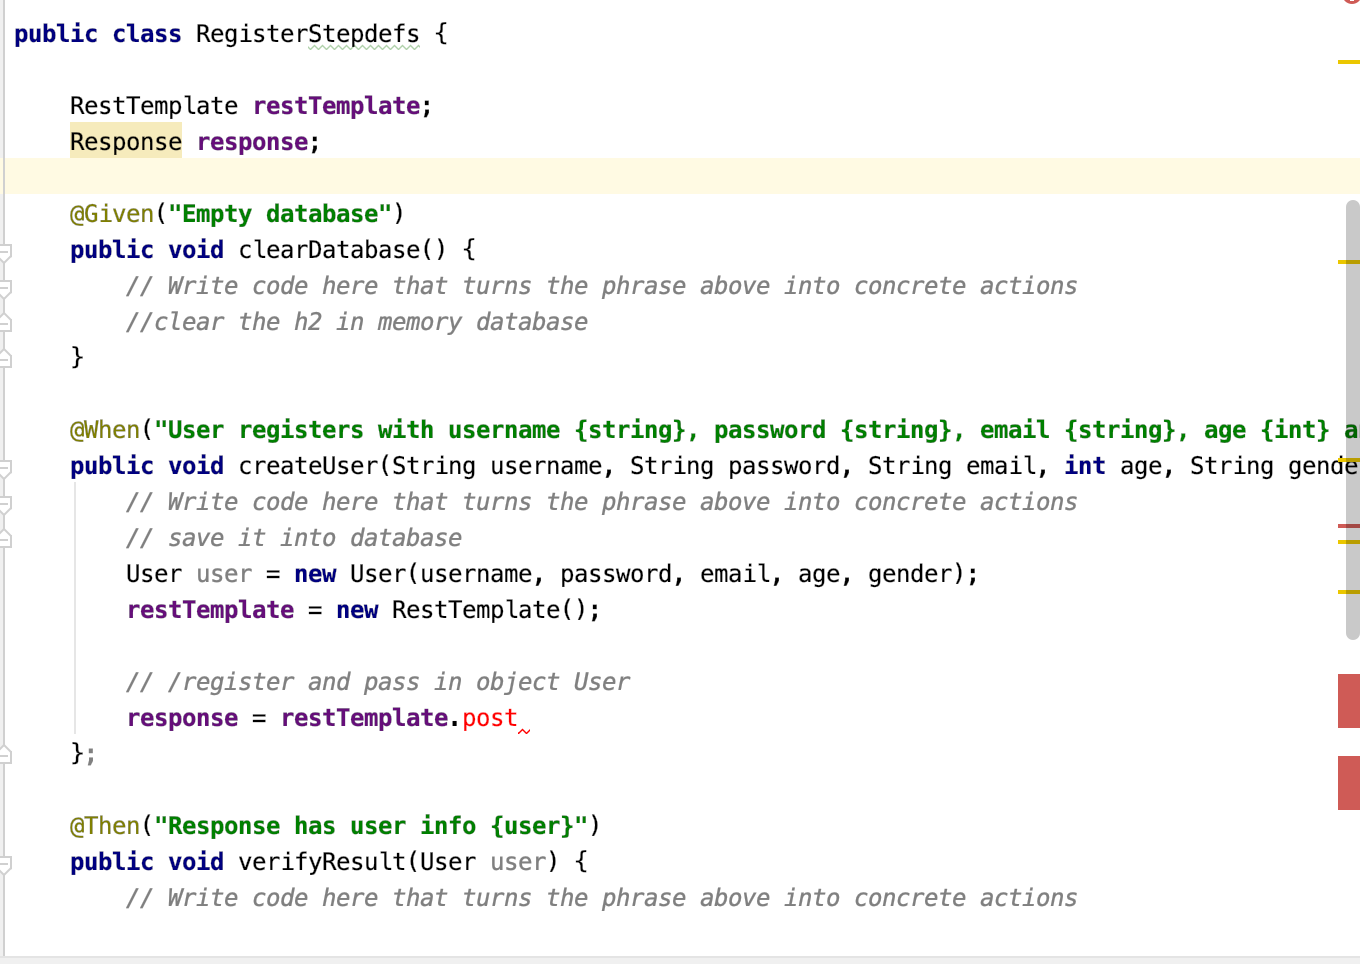 public class RegisterStepdefs {
RestTemplate restTemplate;
Response response;
@Given("Empty database")
public void clearDatabase() {
// Write code here that turns the phrase above into concrete actions
//clear the h2 in memory database
}
@When("User registers with username {string}, password {string}, email {string}, age {int}
public void createUser(String username, String password, String email, int age, String gende
// Write code here that turns the phrase above into concrete actions
// save it into database
User user = new User(username, password, email, age, gender);
restTemplate = new RestTemplate();
// /register and pass in object User
response = restTemplate.post
};
@Then("Response has user info {user}")
public void verifyResult(User user) {
// Write code here that turns the phrase above into concrete actions